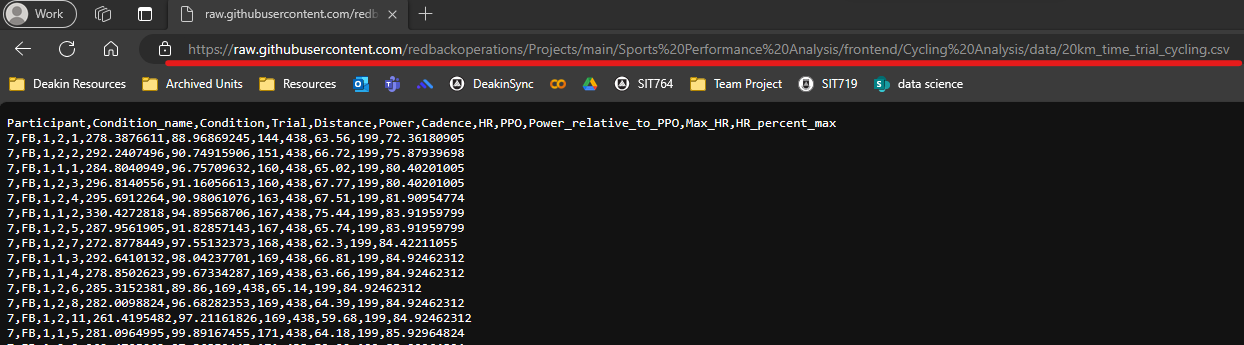 Work
raw.githubusercontent.com/redb
https://raw.githubusercontent.com/redbackoperations/Projects/main/Sports%20Performance%20Analysis/frontend/Cycling%20Analysis/data/20km_time_trial_cycling.csv
Deakin Resources Archived Units Resources DeakinSync SIT764 Team Project SIT719 data science
Participant,Condition_name,Condition,Trial,Distance,Power,Cadence,HR,PPO,Power_relative_to_PPO,Max_HR,HR_percent_max
7,FB,1,2,1,278.3876611,88.96869245,144,438,63.56,199,72.36180905
7,FB,1,2,2,292.2407496,90.74915906,151,438,66.72,199,75.87939698
7,FB,1,1,1,284.8040949,96.75709632,160,438,65.02,199,80.40201005
7,FB,1,2,3,296.8140556,91.16056613,160,438,67.77,199,80.40201005
7,FB,1,2,4,295.6912264,90.98061076,163,438,67.51,199,81.90954774
7,FB,1,1,2,330.4272818,94.89568706,167,438,75.44,199,83.91959799
7,FB,1,2,5,287.9561905,91.82857143,167,438,65.74,199,83.91959799
7,FB,1,2,7,272.8778449,97.55132373,168,438,62.3,199,84.42211055
7,FB,1,1,3,292.6410132,98.04237701,169,438,66.81,199,84.92462312
7,FB,1,1,4,278.8502623,99.67334287,169,438,63.66,199,84.92462312
7,FB,1,2,6,285.3152381,89.86,169,438,65.14,199,84.92462312
7,FB,1,2,8,282.0098824,96.68282353,169,438,64.39,199,84.92462312
7,FB,1,2,11,261.4195482,97.21161826,169,438,59.68,199,84.92462312
7,FB,1,1,5,281.0964995,99.89167455,171,438,64.18,199,85.92964824